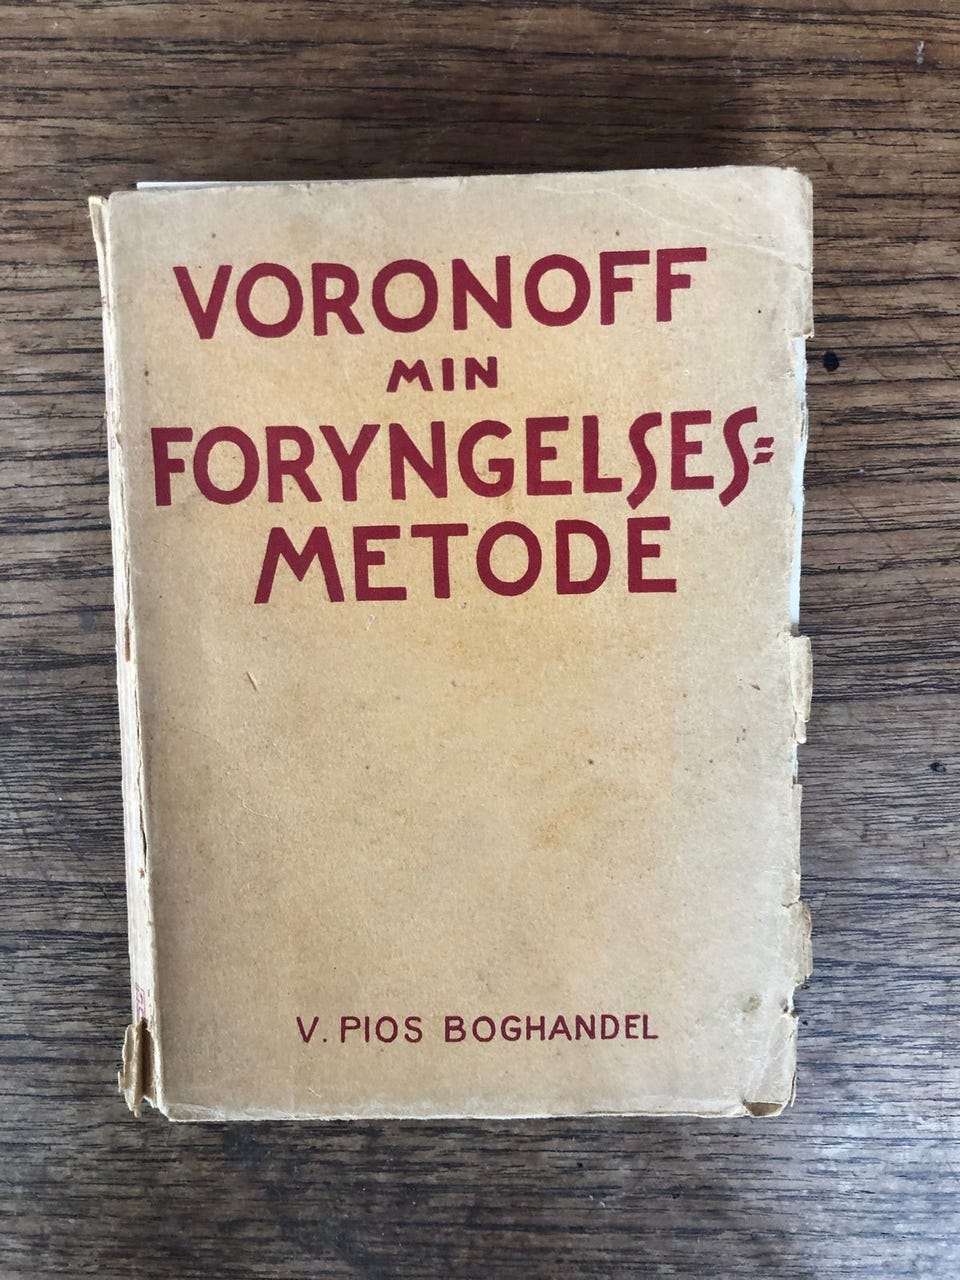 VORONOFF
MIN
FORYNGELSES=
METODE
V. PIOS BOGHANDEL